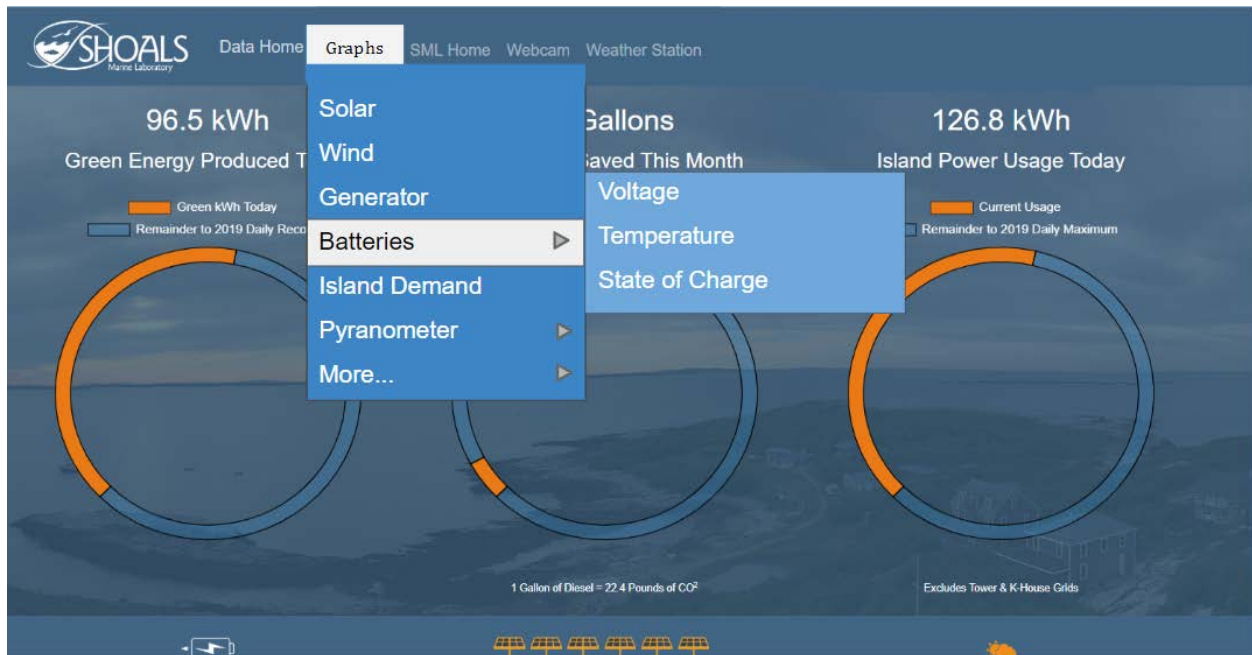 SHOALS
Marine Laboratory
Data Home Graphs SML Home Webcam Weather Station
96.5 kWh
Green Energy Produced T
Green kWh Today
Remainder to 2019 Daily Reco
Solar
Wind
Generator
Batteries
Island Demand
Pyranometer
More...
Voltage
Temperature
State of Charge
Gallons
Saved This Month
1 Gallon of Diesel = 22.4 Pounds of CO²
126.8 kWh
Island Power Usage Today
Current Usage
Remainder to 2019 Daily Maximum
Excludes Tower & K-House Grids